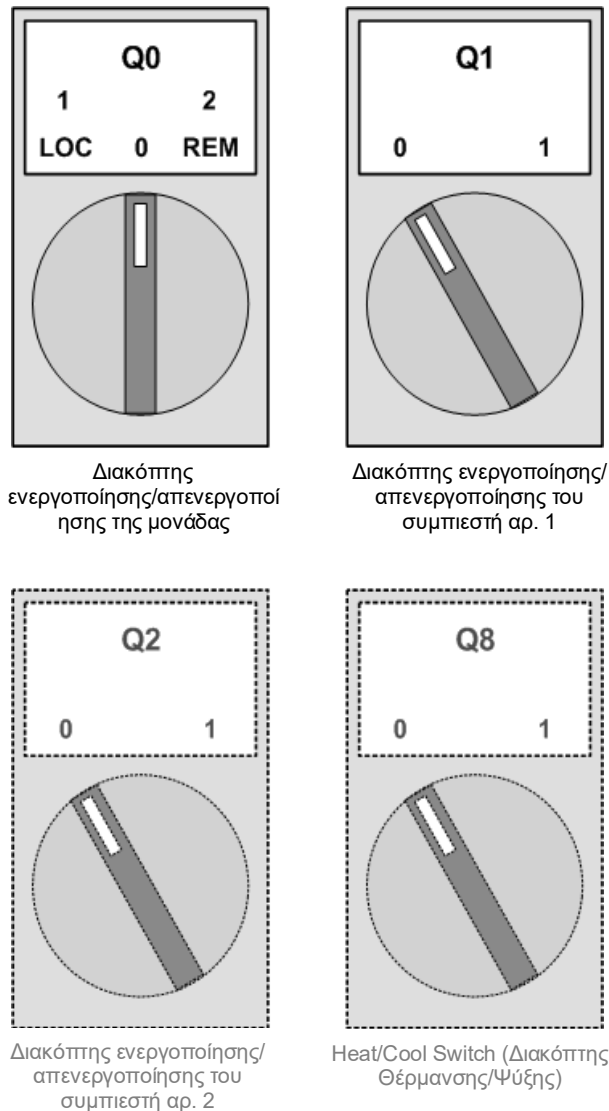 Q0
1 2
LOC 0 REM
Διακόπτης
ενεργοποίησης/απενεργοποί
ησης της μονάδας
Q1
0 1
Διακόπτης ενεργοποίησης/
απενεργοποίησης του
συμπιεστή αρ. 1
Q2
0 1
Διακόπτης ενεργοποίησης/
απενεργοποίησης του
συμπιεστή αρ. 2
Q8
0 1
Heat/Cool Switch (Διακόπτης
Θέρμανσης/Ψύξης)